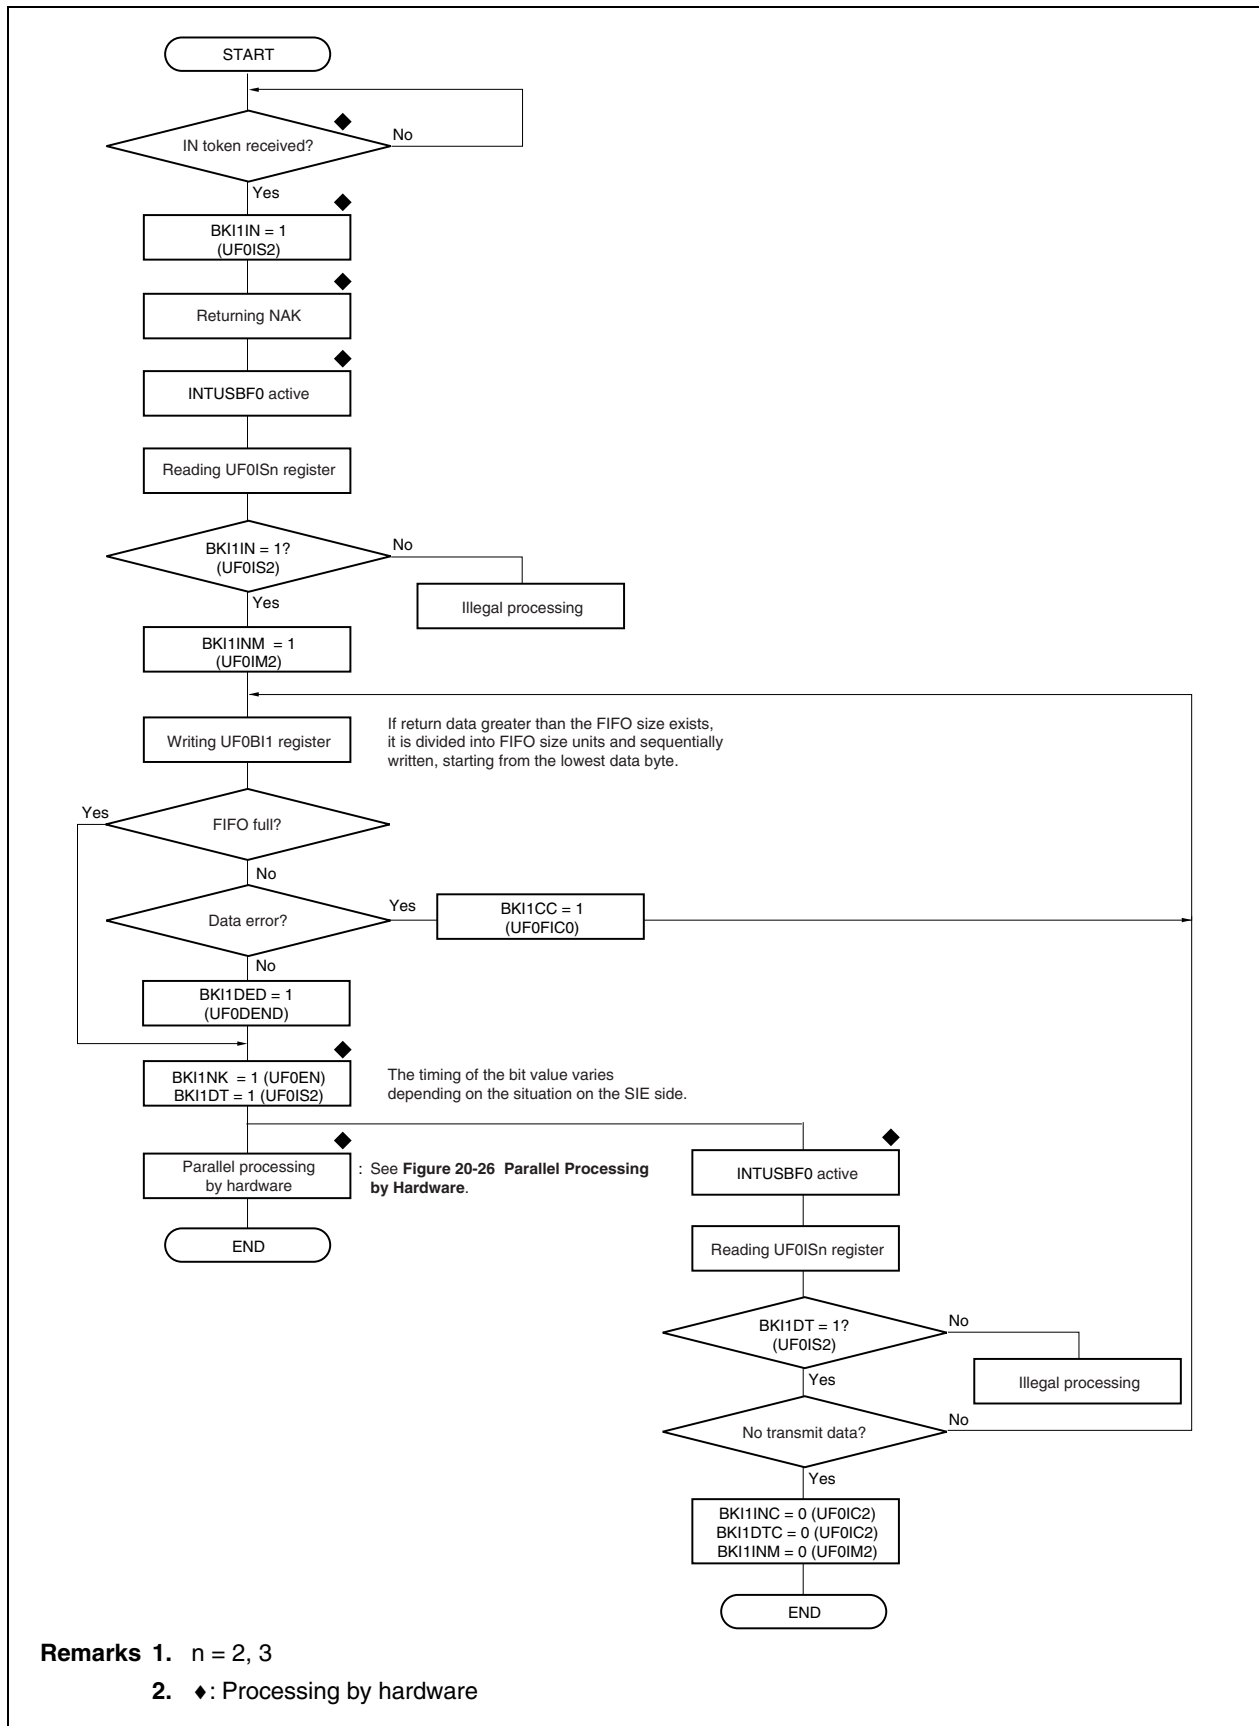 START
IN token received?
No
Yes
BKI1IN = 1
(UF0IS2)
Returning NAK
INTUSBF0 active
Reading UF0ISn register
BKI1IN = 1?
(UF0IS2)
No
Illegal processing
Yes
BKI1INM  = 1
(UF0IM2)
Writing UF0BI1 register
If return data greater than the FIFO size exists,
it is divided into FIFO size units and sequentially
written, starting from the lowest data byte.
Yes
FIFO full?
No
Data error?
Yes
BKI1CC = 1
(UF0FIC0)
No
BKI1DED = 1
(UF0DEND)
BKI1NK  = 1 (UF0EN)
BKI1DT = 1 (UF0IS2)
The timing of the bit value varies
depending on the situation on the SIE side.
Parallel processing
by hardware
: See Figure 20-26  Parallel Processing
by Hardware.
END
INTUSBF0 active
Reading UF0ISn register
BKI1DT = 1?
(UF0IS2)
No
Illegal processing
Yes
No transmit data?
No
Yes
BKI1INC = 0 (UF0IC2)
BKI1DTC = 0 (UF0IC2)
BKI1INM = 0 (UF0IM2)
END
Remarks 1.  n = 2, 3
2.  ♦: Processing by hardware